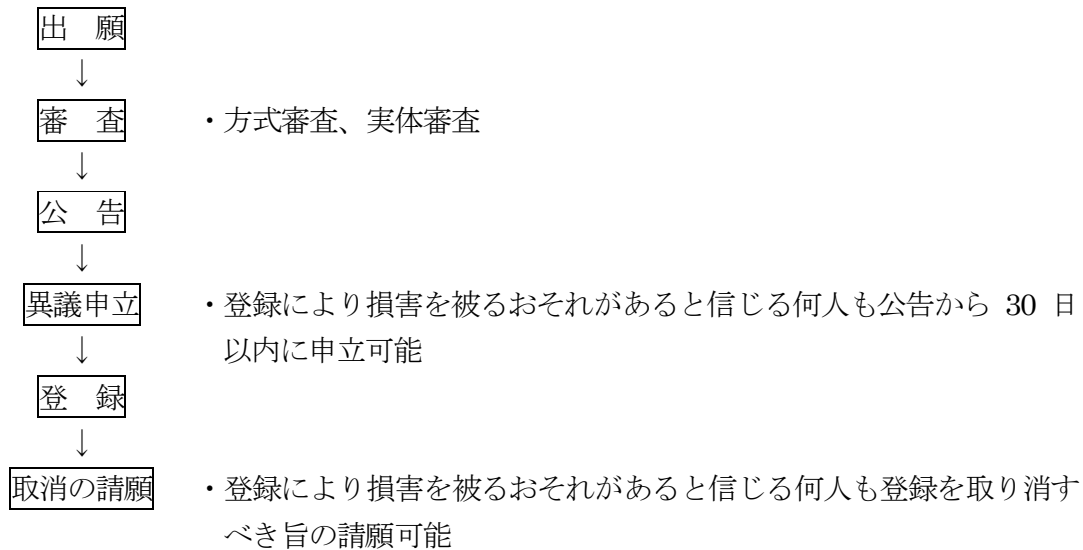 出　願
↓
審　査　・方式審査、実体審査
↓
公　告
↓
異議申立　・登録により損害を被るおそれがあると信じる何人も公告から 30 日
以内に申立可能
↓
登　録
↓
取消の請願　・登録により損害を被るおそれがあると信じる何人も登録を取り消す
べき旨の請願可能